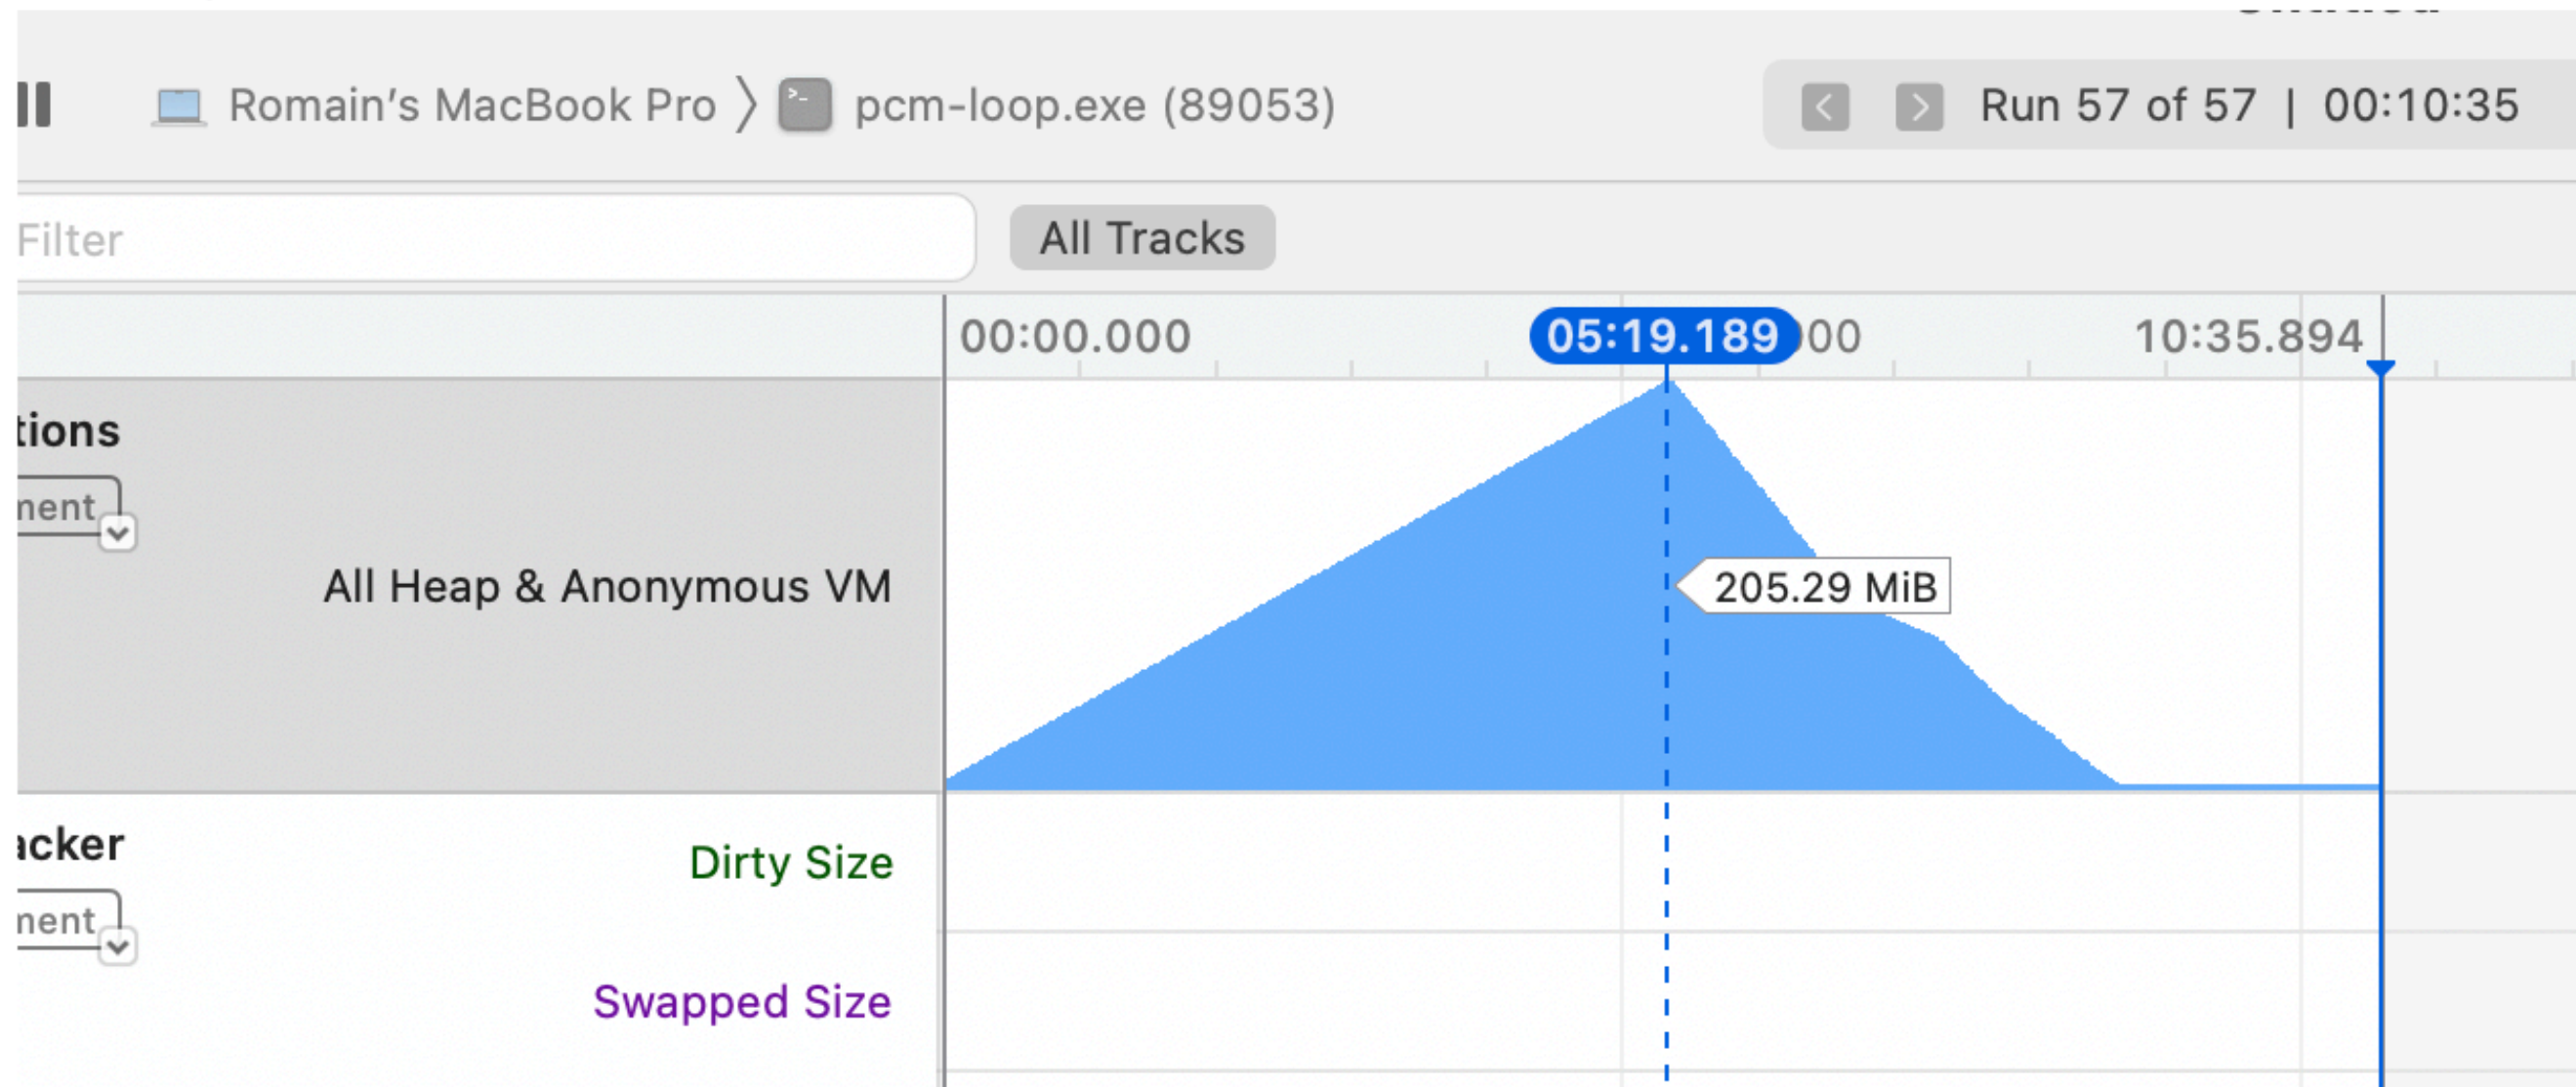 Romain’s MacBook Pro
pcm-loop.exe (89053)
Run 57 of 57 | 00:10:35
Filter
All Tracks
00:00.000
05:19.189
00
10:35.894
tions
ment
All Heap & Anonymous VM
205.29 MiB
acker
ment
Dirty Size
Swapped Size